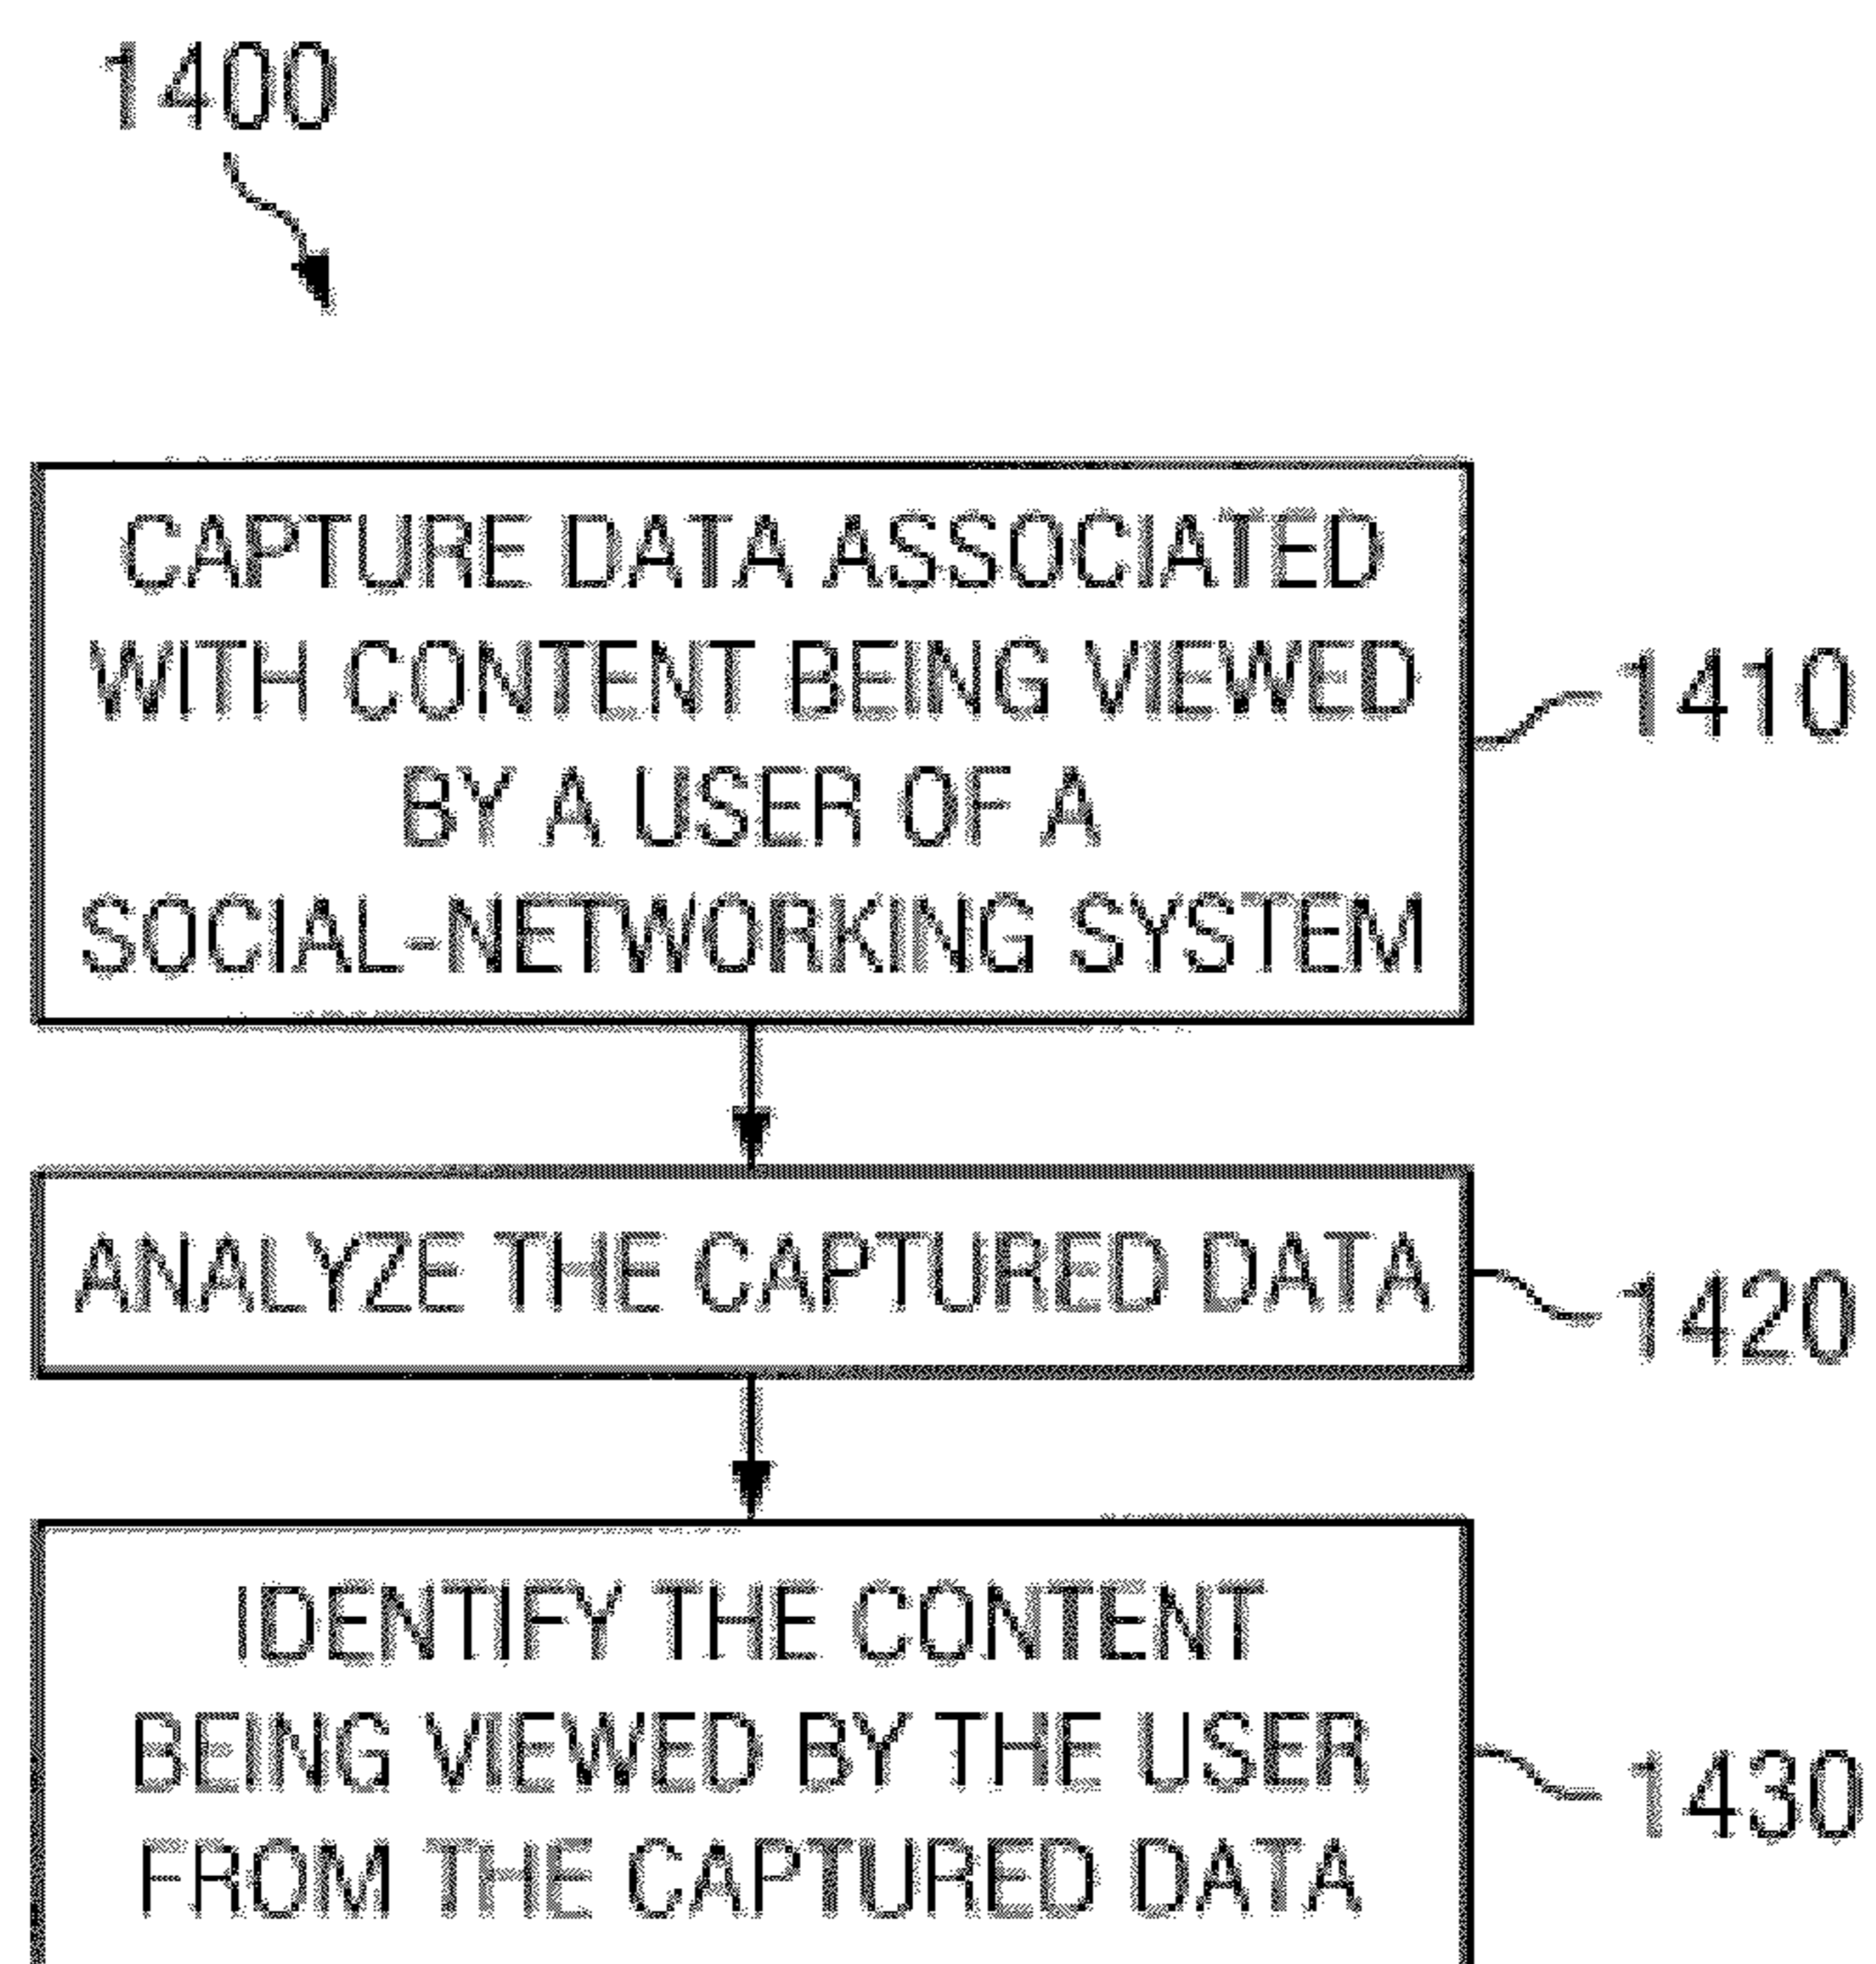 1400
CAPTURE DATA ASSOCIATED
WITH CONTENT BEING VIEWED
BY A USER OF A
SOCIAL-NETWORKING SYSTEM
1410
ANALYZE THE CAPTURED DATA
1420
IDENTIFY THE CONTENT
BEING VIEWED BY THE USER
FROM THE CAPTURED DATA
1430